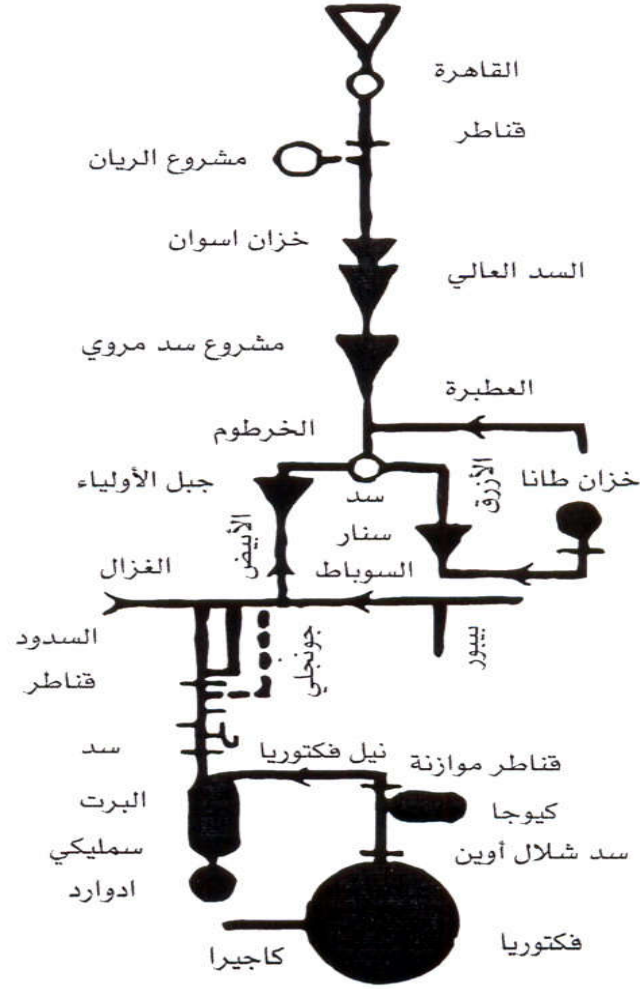 القاهرة
قناطر
مشروع الريان
خزان اسوان
السد العالي
مشروع سد مروي
العطبرة
الخرطوم
جبل الأولياء
سد
سنار
الأزرق
خزان طانا
الأبيض
السوباط
الغزال
السدود
قناطر
جونجلي
بيبور
سد
نيل فكتوريا
قناطر موازنة
البرت
كيوجا
سمليكي
سد شلال أوين
ادوارد
كاجيرا
فكتوريا